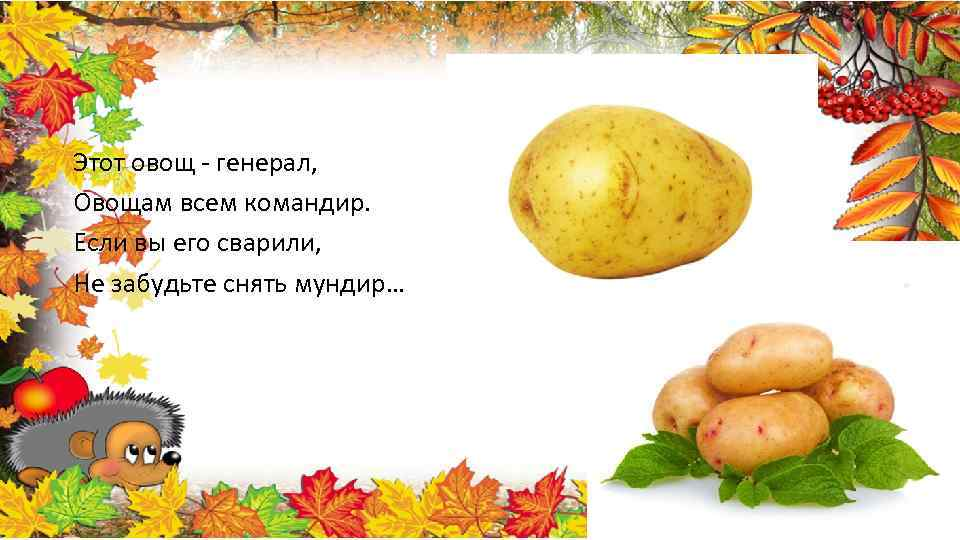 Этот овощ - генерал,
Овощам всем командир.
Если вы его сварили,
Не забудьте снять мундир…